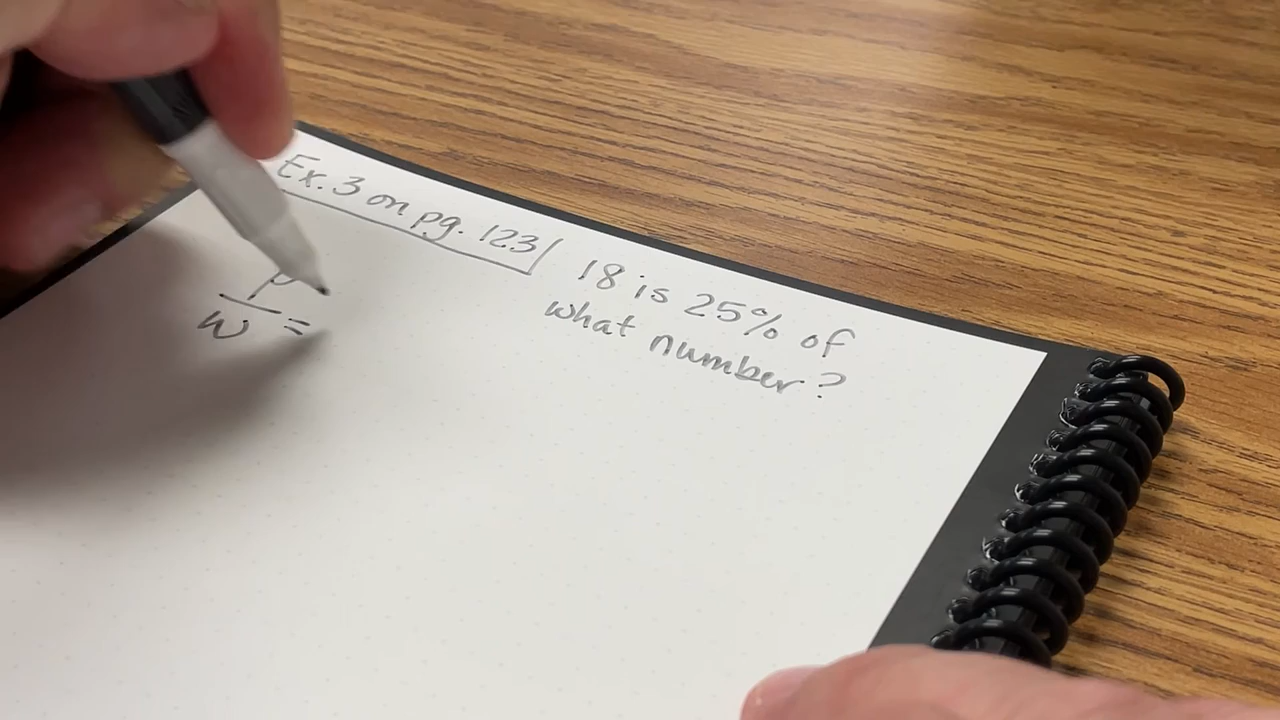 Ex. 3 on pg. 123
18 is 25% of
what number?
P
w =